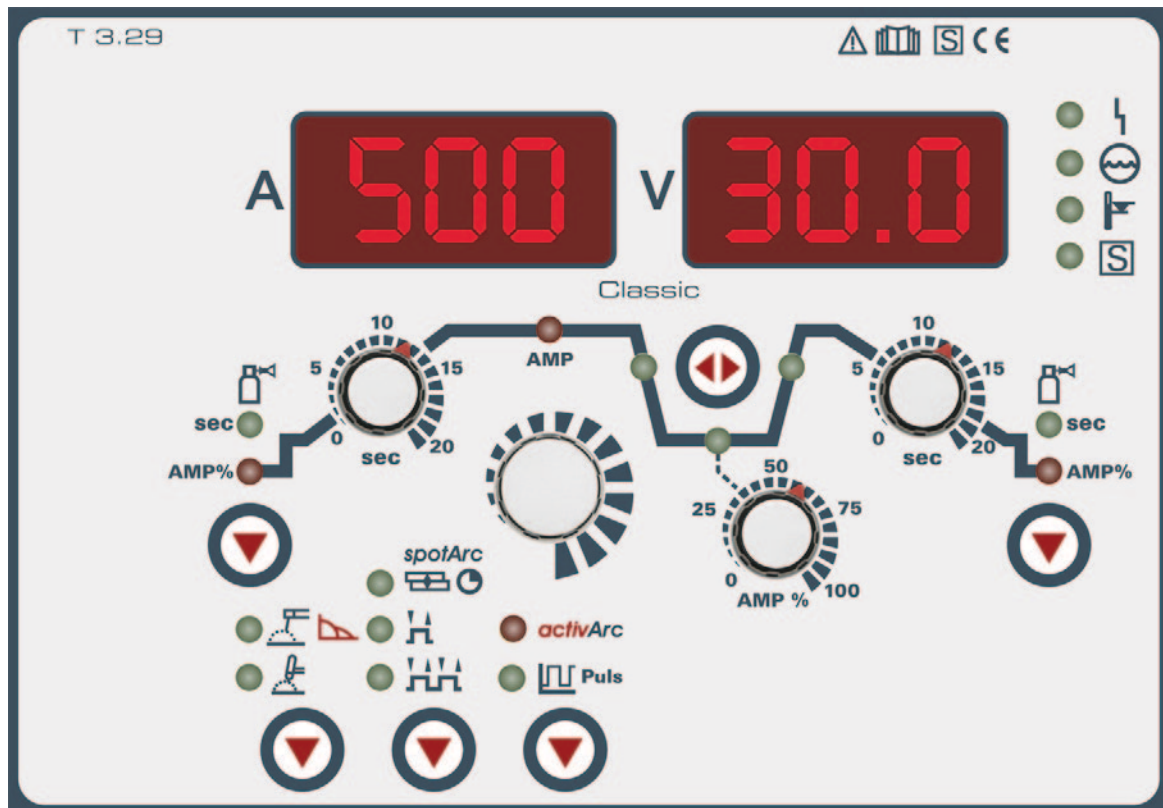 T 3.29
S CE
A 500 V 30.0
S
Classic
10
5
15
0
20
sec
AMP
10
5
15
0
20
sec
sec
AMP%
sec
AMP%
50
25
75
0
100
AMP %
spotArc
activArc
Puls